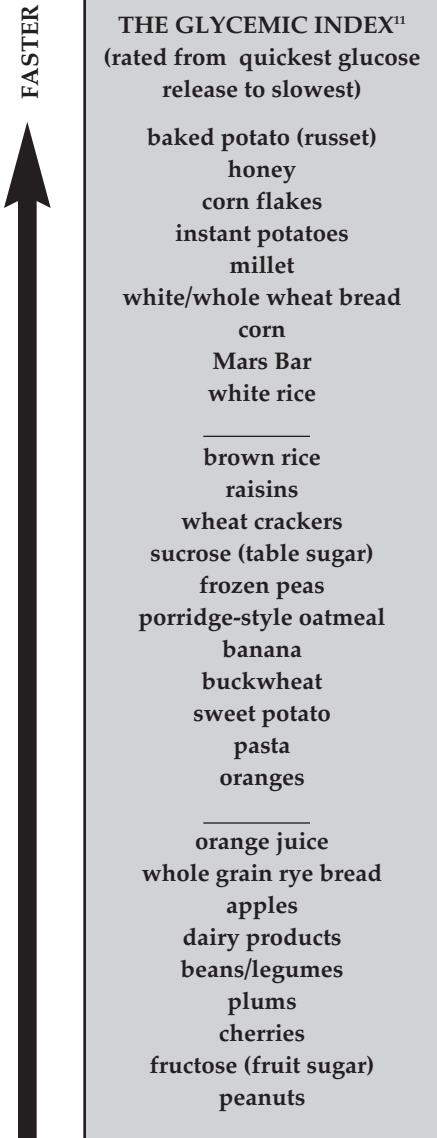 FASTER
THE GLYCEMIC INDEX¹¹
(rated from quickest glucose
release to slowest)
baked potato (russet)
honey
corn flakes
instant potatoes
millet
white/whole wheat bread
corn
Mars Bar
white rice
brown rice
raisins
wheat crackers
sucrose (table sugar)
frozen peas
porridge-style oatmeal
banana
buckwheat
sweet potato
pasta
oranges
orange juice
whole grain rye bread
apples
dairy products
beans/legumes
plums
cherries
fructose (fruit sugar)
peanuts